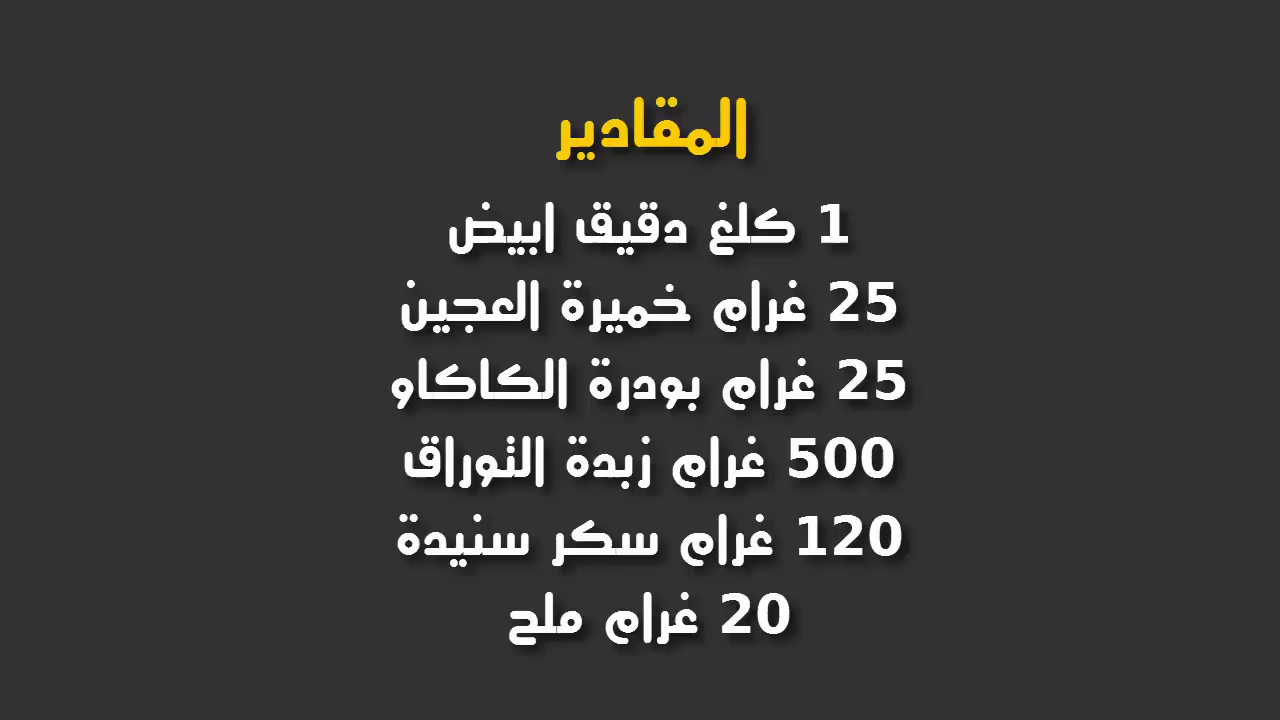 المقادير
1 كلغ دقيق ابيض
25 غرام خميرة العجين
25 غرام بودرة الكاكاو
500 غرام زبدة التوراق
120 غرام سكر سنيدة
20 غرام ملح